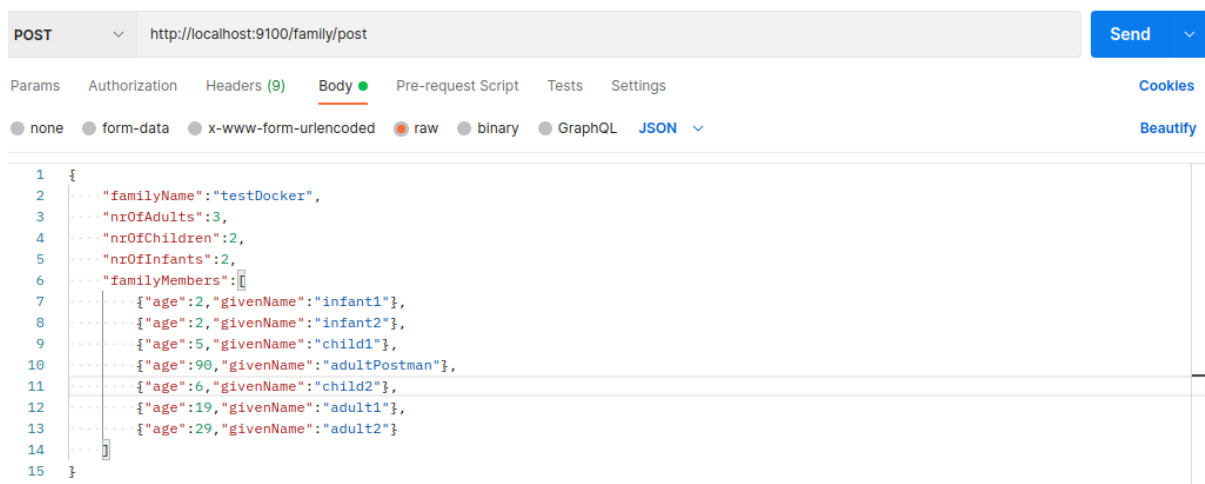 POST http://localhost:9100/family/post Send
Params Authorization Headers (9) Body Pre-request Script Tests Settings Cookies
none form-data x-www-form-urlencoded raw binary GraphQL JSON Beautify
1 {
2 "familyName":"testDocker",
3 "nrOfAdults":3,
4 "nrOfChildren":2,
5 "nrOfInfants":2,
6 "familyMembers":[
7 {"age":2,"givenName":"infant1"},
8 {"age":2,"givenName":"infant2"},
9 {"age":5,"givenName":"child1"},
10 {"age":90,"givenName":"adultPostman"},
11 {"age":6,"givenName":"child2"},
12 {"age":19,"givenName":"adult1"},
13 {"age":29,"givenName":"adult2"}
14 ]
15 }